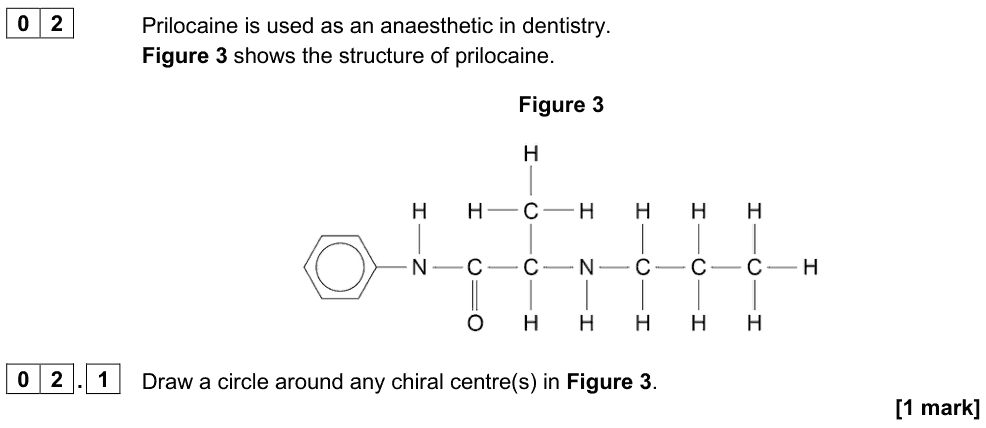 0 2 Prilocaine is used as an anaesthetic in dentistry.
Figure 3 shows the structure of prilocaine.
Figure 3
H
H C H H H H
H
N C C N C C C H
O H H H H H
0 2 . 1 Draw a circle around any chiral centre(s) in Figure 3.
[1 mark]